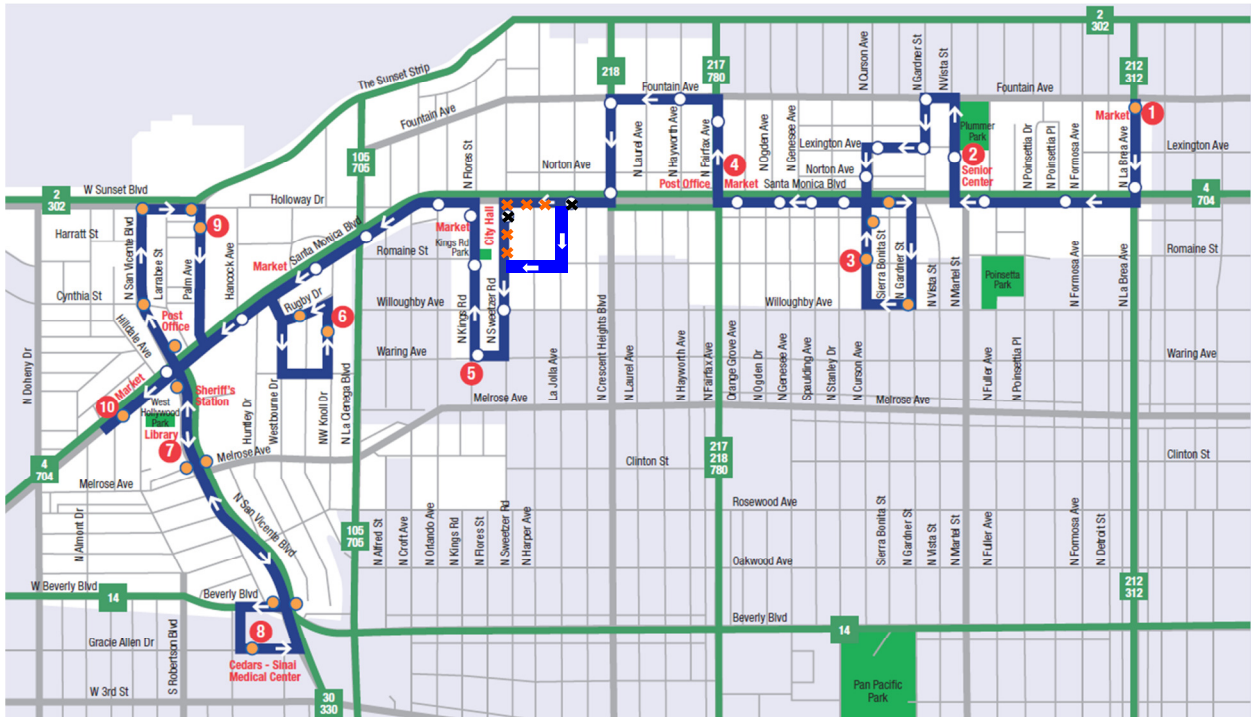 2
302
The Sunset Strip
218
217
780
212
312
N Curson Ave
N Gardner St
N Vista St
Fountain Ave
Fountain Ave
Fountain Ave
Market
1
N La Brea Ave
Plummer
Park
2
Senior
Center
Lexington Ave
Lexington Ave
N Poinsettia Dr
N Poinsettia Pl
N Formosa Ave
N Laurel Ave
N Hayworth Ave
N Fairfax Ave
N Ogden Ave
N Genesee Ave
Norton Ave
Norton Ave
4
Post Office
Market
Santa Monica Blvd
4
704
105
705
N Flores St
2
302
W Sunset Blvd
Holloway Dr
Harratt St
N San Vicente Blvd
Larrabee St
Palm Ave
9
Hancock Ave
Market
Santa Monica Blvd
Market
Kings Rd
Park
City Hall
Romaine St
Romaine St
3
Sierra Bonita St
N Gardner St
N Vista St
N Martel St
Poinsetta
Park
N Formosa Ave
N La Brea Ave
Cynthia St
Hilldale Ave
Post
Office
Rugby Dr
6
Willoughby Ave
Willoughby Ave
N Kings Rd
N Sweetzer Rd
Waring Ave
Waring Ave
5
N Doheny Dr
10
Market
West
Hollywood
Park
Sheriff's
Station
Library
7
Huntley Dr
Westbourne Dr
NW Knoll Dr
N La Cienega Blvd
Melrose Ave
Melrose Ave
La Jolla Ave
N Crescent Heights Blvd
N Laurel Ave
N Hayworth Ave
N Fairfax Ave
Orange Grove Ave
N Ogden Dr
N Genesee Ave
Spaulding Ave
N Stanley Dr
N Curson Ave
N Fuller Ave
N Poinsettia Pl
4
704
Melrose Ave
Melrose Ave
217
218
780
Clinton St
Clinton St
N San Vicente Blvd
N Almont Dr
Rosewood Ave
105
705
N Alfred St
N Croft Ave
N Orlando Ave
N Kings Rd
N Flores St
N Sweetzer Rd
N Harper Ave
Oakwood Ave
Sierra Bonita St
N Gardner St
N Vista St
N Martel St
N Fuller Ave
N Formosa Ave
N Detroit St
212
312
W Beverly Blvd
14
Beverly Blvd
Beverly Blvd
14
8
Gracie Allen Dr
S Robertson Blvd
Cedars - Sinai
Medical Center
W 3rd St
30
330
Pan Pacific
Park